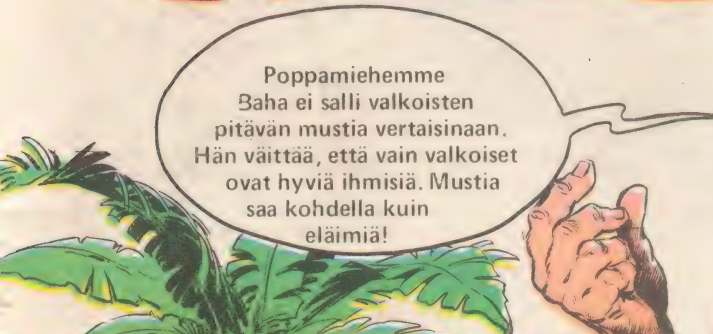 Poppamiehemme
Baha ei salli valkoisten
pitävän mustia vertaisinaan.
Hän väittää, että vain valkoiset
ovat hyviä ihmisiä. Mustia
saa kohdella kuin
eläimiä!